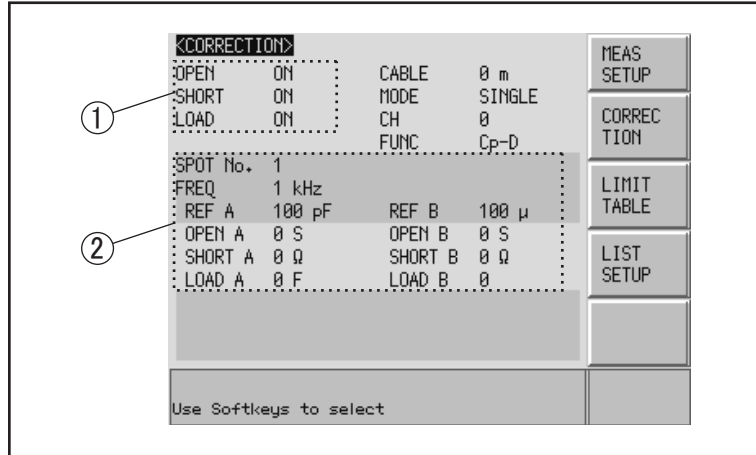 <CORRECTION>
OPEN ON CABLE 0 m
SHORT ON MODE SINGLE
LOAD ON CH 0
FUNC Cp-D
SPOT No. 1
FREQ 1 kHz
REF A 100 pF REF B 100 μ
OPEN A 0 S OPEN B 0 S
SHORT A 0 Ω SHORT B 0 Ω
LOAD A 0 F LOAD B 0
Use Softkeys to select
MEAS
SETUP
CORREC
TION
LIMIT
TABLE
LIST
SETUP
1
2